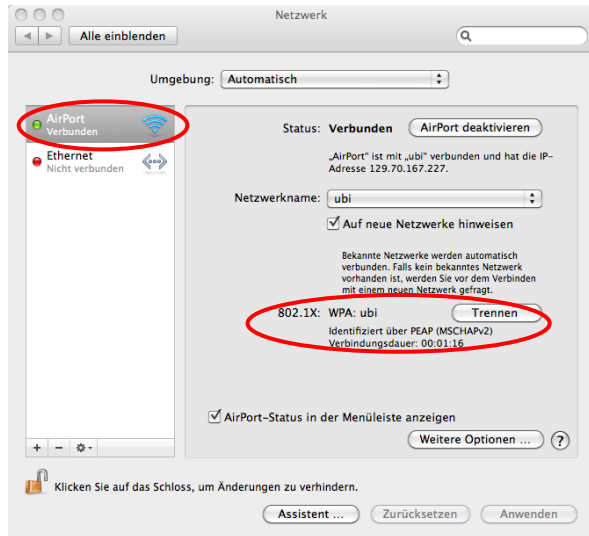 Netzwerk
Alle einblenden
Umgebung: Automatisch
AirPort
Verbunden
Ethernet
Nicht verbunden
Status: Verbunden AirPort deaktivieren
„AirPort“ ist mit „ubi“ verbunden und hat die IP-
Adresse 129.70.167.227.
Netzwerkname: ubi
Auf neue Netzwerke hinweisen
Bekannte Netzwerke werden automatisch
verbunden. Falls kein bekanntes Netzwerk
vorhanden ist, werden Sie vor dem Verbinden
mit einem neuen Netzwerk gefragt.
802.1X: WPA: ubi Trennen
Identifiziert über PEAP (MSCHAPv2)
Verbindungsdauer: 00:01:16
AirPort-Status in der Menüleiste anzeigen
Weitere Optionen ... ?
+ −
Klicken Sie auf das Schloss, um Änderungen zu verhindern.
Assistent ... Zurücksetzen Anwenden